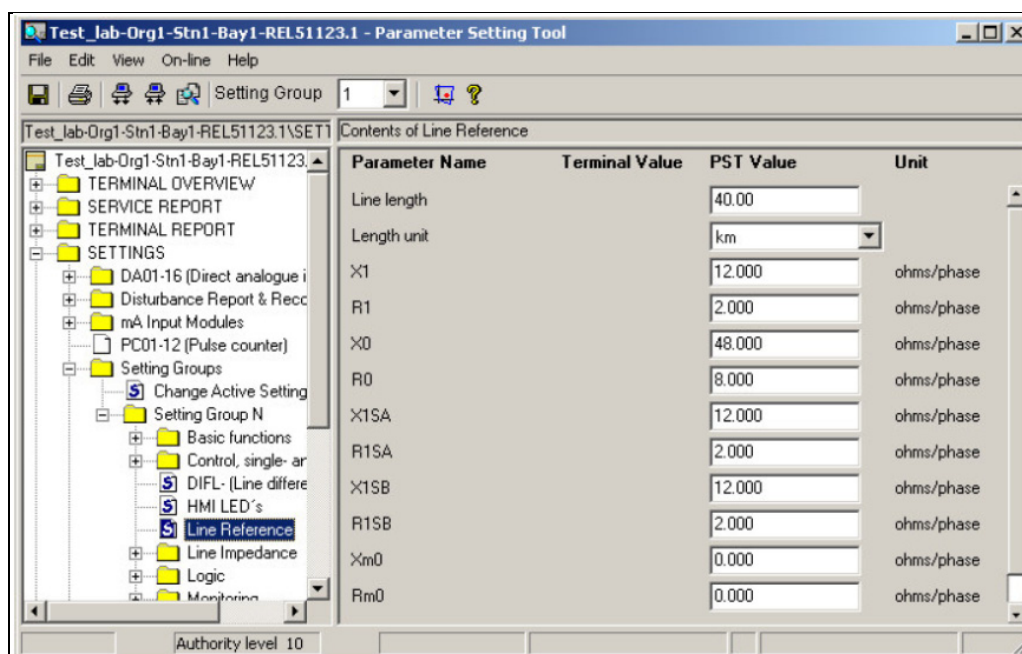 Test_lab-Org1-Stn1-Bay1-REL51123.1 - Parameter Setting Tool
File Edit View On-line Help
Setting Group 1
Test_lab-Org1-Stn1-Bay1-REL51123.1\SET1
Contents of Line Reference
Test_lab-Org1-Stn1-Bay1-REL51123.
TERMINAL OVERVIEW
SERVICE REPORT
TERMINAL REPORT
SETTINGS
DA01-16 (Direct analogue i
Disturbance Report & Recc
mA Input Modules
PC01-12 (Pulse counter)
Setting Groups
Change Active Setting
Setting Group N
Basic functions
Control, single- ar
DIFL- (Line differe
HMI LED´s
Line Reference
Line Impedance
Logic
Monitoring
Parameter Name Terminal Value PST Value Unit
Line length 40.00
Length unit km
X1 12.000 ohms/phase
R1 2.000 ohms/phase
X0 48.000 ohms/phase
R0 8.000 ohms/phase
X1SA 12.000 ohms/phase
R1SA 2.000 ohms/phase
X1SB 12.000 ohms/phase
R1SB 2.000 ohms/phase
Xm0 0.000 ohms/phase
Rm0 0.000 ohms/phase
Authority level 10